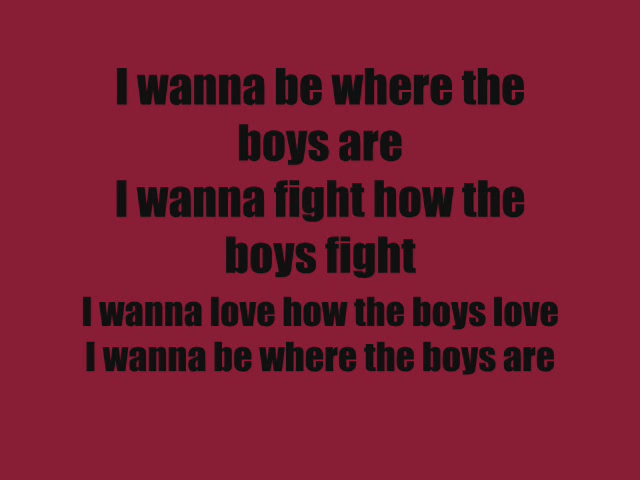 I wanna be where the
boys are
I wanna fight how the
boys fight
I wanna love how the boys love
I wanna be where the boys are